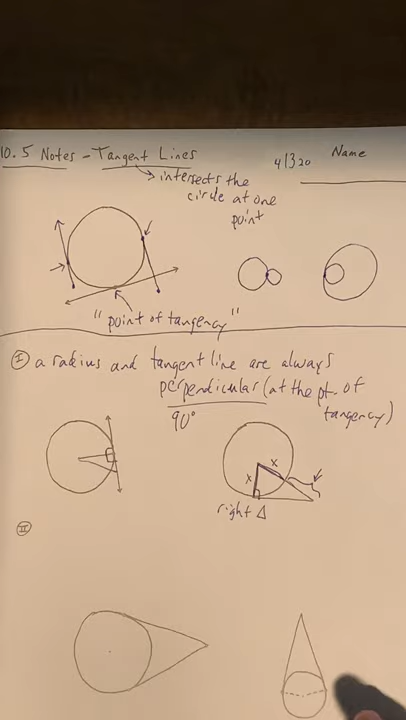 10.5 Notes - Tangent Lines
4/3 20
Name
intersects the
circle at one
point
"point of tangency"
I a radius and tangent line are always
perpendicular (at the pt. of
tangency)
90°
x
x
right Δ
II